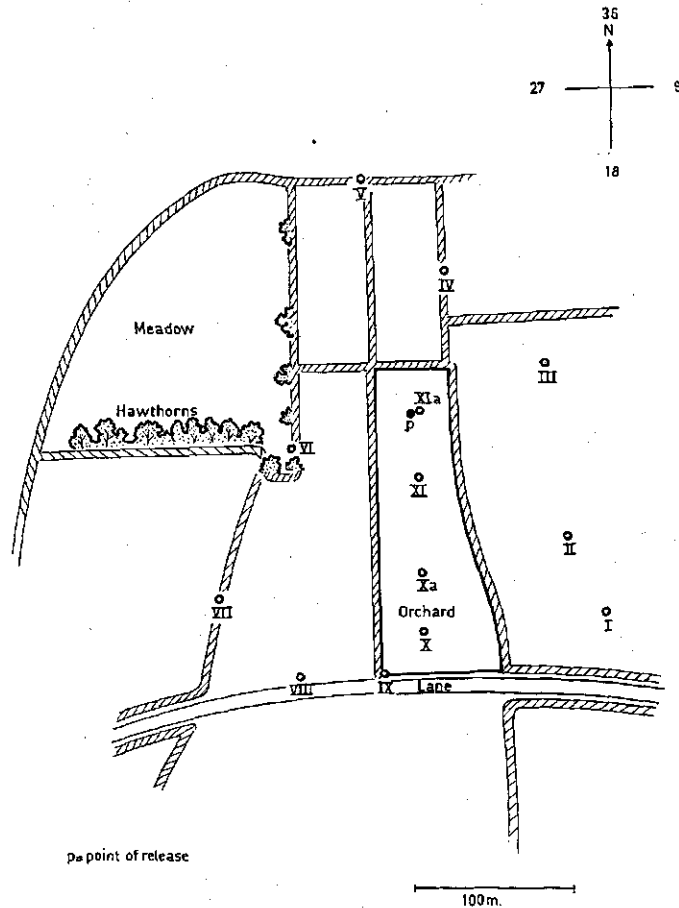 36
N
27 9
18
V
IV
Meadow
III
Hawthorns
XIa
p
VI
XI
II
Xa
VII
Orchard
I
X
VIII
IX Lane
p= point of release
100m.